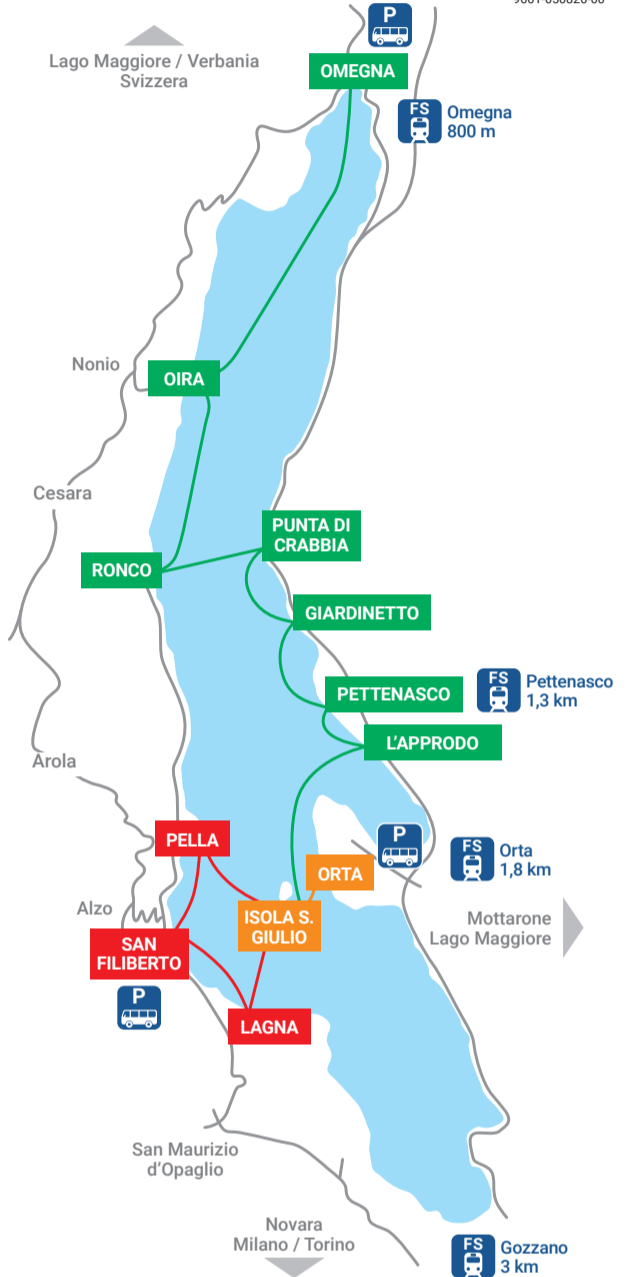 P
Lago Maggiore / Verbania
Svizzera
OMEGNA
FS
Omegna
800 m
Nonio
OIRA
Cesara
PUNTA DI
CRABBIA
RONCO
GIARDINETTO
PETTENASCO
FS
Pettenasco
1,3 km
L'APPRODO
Arola
PELLA
P
ORTA
FS
Orta
1,8 km
Alzo
ISOLA S.
GIULIO
Mottarone
Lago Maggiore
SAN
FILIBERTO
P
LAGNA
San Maurizio
d'Opaglio
Novara
Milano / Torino
FS
Gozzano
3 km